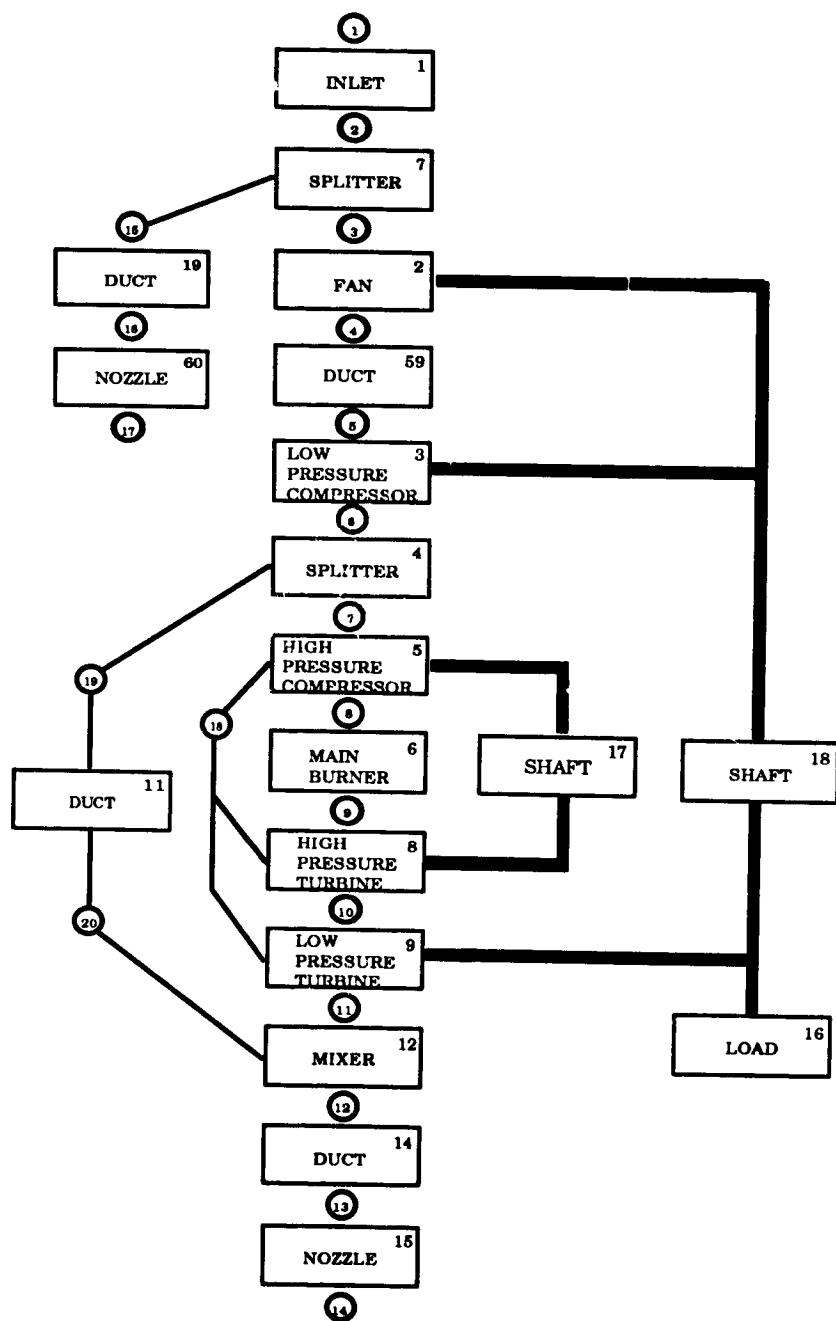 1
1
INLET
2
7
SPLITTER
15
3
19
DUCT
2
FAN
16
4
60
NOZZLE
59
DUCT
17
5
3
LOW
PRESSURE
COMPRESSOR
6
4
SPLITTER
7
19
5
HIGH
PRESSURE
COMPRESSOR
18
8
6
MAIN
BURNER
17
SHAFT
18
SHAFT
11
DUCT
9
8
HIGH
PRESSURE
TURBINE
10
20
9
LOW
PRESSURE
TURBINE
11
16
LOAD
12
MIXER
12
14
DUCT
13
15
NOZZLE
14